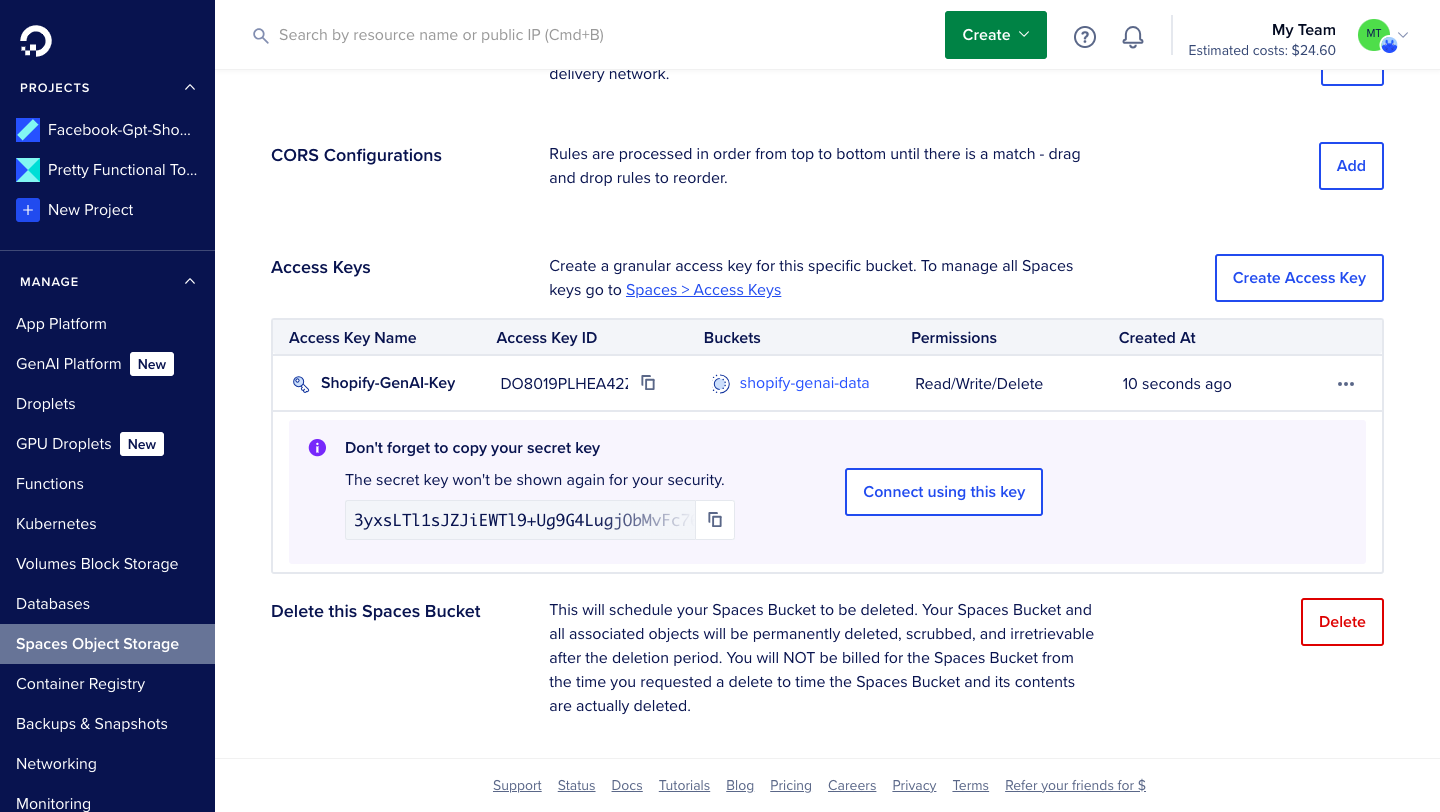 PROJECTS
Facebook-Gpt-Sho...
Pretty Functional To...
New Project
MANAGE
App Platform
GenAI Platform New
Droplets
GPU Droplets New
Functions
Kubernetes
Volumes Block Storage
Databases
Spaces Object Storage
Container Registry
Backups & Snapshots
Networking
Monitoring
Search by resource name or public IP (Cmd+B)
Create
My Team
Estimated costs: $24.60
MT
delivery network.
CORS Configurations
Rules are processed in order from top to bottom until there is a match - drag
and drop rules to reorder.
Add
Access Keys
Create a granular access key for this specific bucket. To manage all Spaces
keys go to Spaces > Access Keys
Create Access Key
Access Key Name Access Key ID Buckets Permissions Created At
Shopify-GenAI-Key DO8019PLHEA42Z shopify-genai-data Read/Write/Delete 10 seconds ago
Don't forget to copy your secret key
The secret key won't be shown again for your security.
3yxsLTl1sJZJiEWTl9+Ug9G4LugjObMvFc7
Connect using this key
Delete this Spaces Bucket
This will schedule your Spaces Bucket to be deleted. Your Spaces Bucket and
all associated objects will be permanently deleted, scrubbed, and irretrievable
after the deletion period. You will NOT be billed for the Spaces Bucket from
the time you requested a delete to time the Spaces Bucket and its contents
are actually deleted.
Delete
Support Status Docs Tutorials Blog Pricing Careers Privacy Terms Refer your friends for $